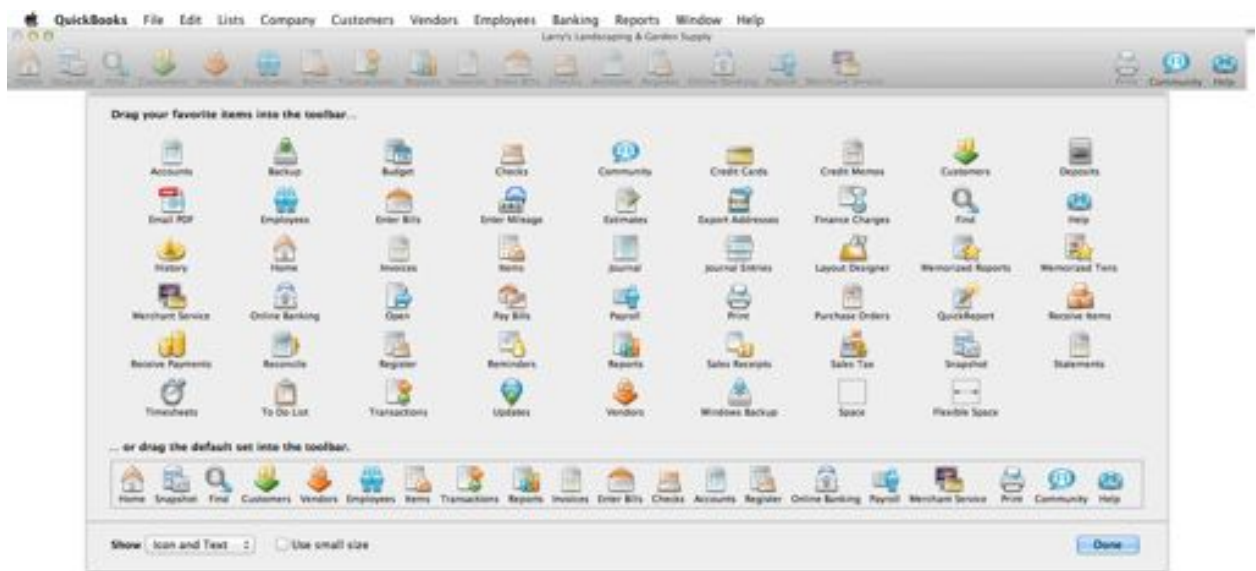 QuickBooks File Edit Lists Company Customers Vendors Employees Banking Reports Window Help
Larry's Landscaping & Garden Supply
Print Community Help
Drag your favorite items into the toolbar...
Accounts Backup Budget Checks Community Credit Cards Credit Memos Customers Deposits
Email PDF Employees Enter Bills Enter Mileage Estimates Export Addresses Finance Charges Find Help
History Home Invoices Items Journal Journal Entries Layout Designer Memorized Reports Memorized Txns
Merchant Service Online Banking Open Pay Bills Payroll Print Purchase Orders QuickReport Receive Items
Receive Payments Reconcile Register Reminders Reports Sales Receipts Sales Tax Snapshot Statements
Timesheets To Do List Transactions Updates Vendors Windows Backup Space Flexible Space
... or drag the default set into the toolbar.
Home Snapshot Find Customers Vendors Employees Items Transactions Reports Invoices Enter Bills Checks Accounts Register Online Banking Payroll Merchant Service Print Community Help
Show Icon and Text Use small size Done